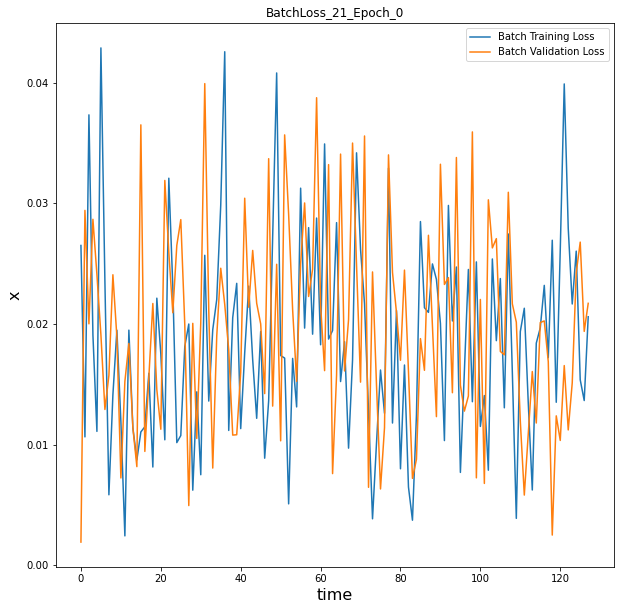 BatchLoss_21_Epoch_0
Batch Training Loss
Batch Validation Loss
0.04
0.03
x
0.02
0.01
0.00
0 20 40 60 80 100 120
time